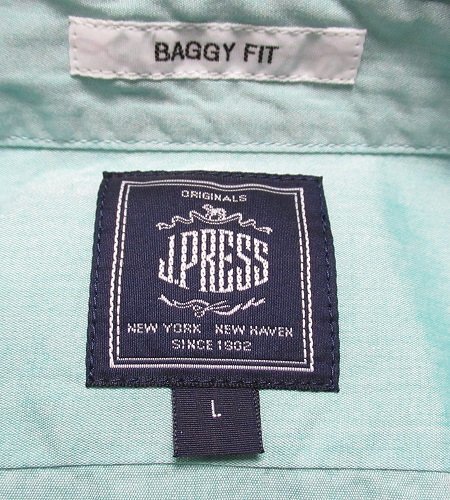 BAGGY FIT
ORIGINALS
J.PRESS
NEW YORK NEW HAVEN
SINCE 1902
L